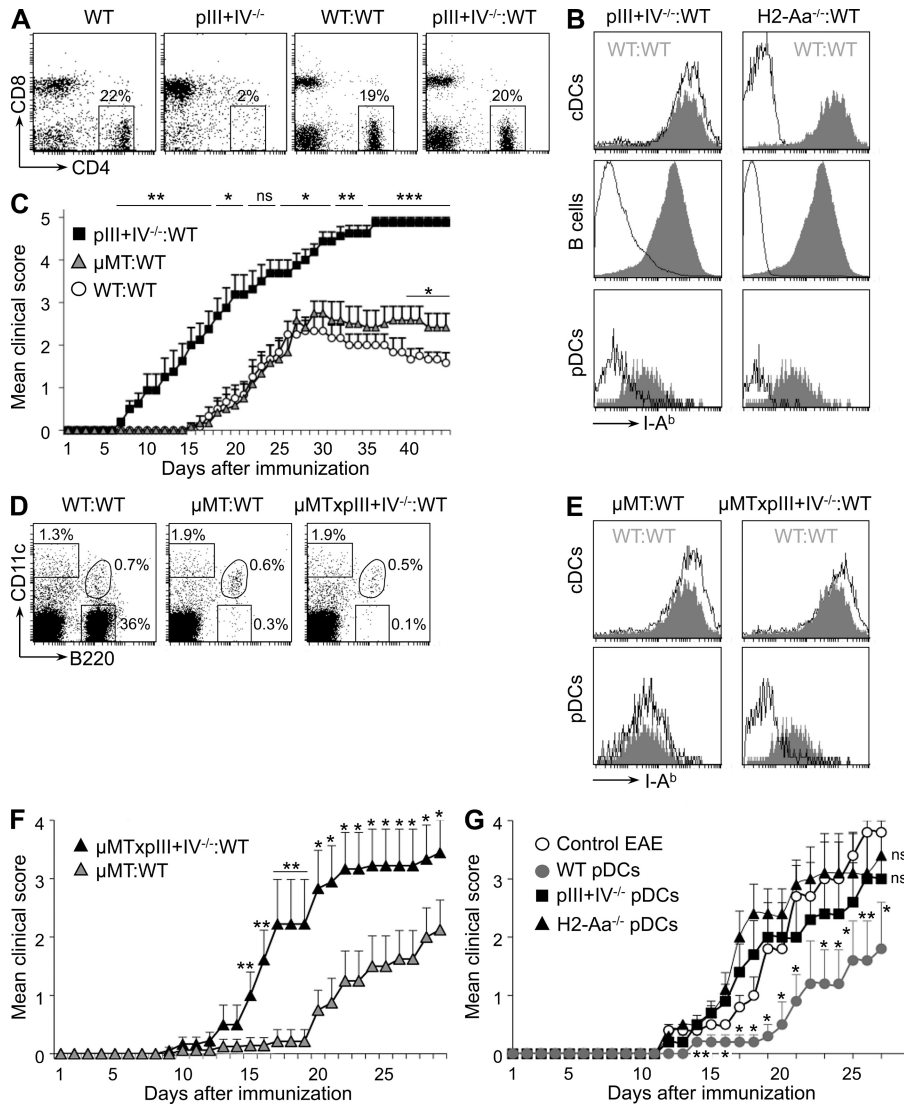 A
WT
pIII+IV-/-
WT:WT
pIII+IV-/-:WT
CD8
22%
2%
19%
20%
CD4
B
pIII+IV-/-:WT
H2-Aa-/-:WT
WT:WT
WT:WT
cDCs
B cells
pDCs
I-Ab
C
** * ns * ** ***
pIII+IV-/-:WT
µMT:WT
WT:WT
*
Mean clinical score
5
4
3
2
1
0
1 5 10 15 20 25 30 35 40
Days after immunization
D
WT:WT
µMT:WT
µMTxpIII+IV-/-:WT
CD11c
1.3%
0.7%
36%
1.9%
0.6%
0.3%
1.9%
0.5%
0.1%
B220
E
µMT:WT
µMTxpIII+IV-/-:WT
WT:WT
WT:WT
cDCs
pDCs
I-Ab
F
µMTxpIII+IV-/-:WT
µMT:WT
** ** ** * * * * * * * * * *
Mean clinical score
4
3
2
1
0
1 5 10 15 20 25
Days after immunization
G
Control EAE
WT pDCs
pIII+IV-/- pDCs
H2-Aa-/- pDCs
ns
ns
** * * * * * * * * * ** *
Mean clinical score
4
3
2
1
0
1 5 10 15 20 25
Days after immunization